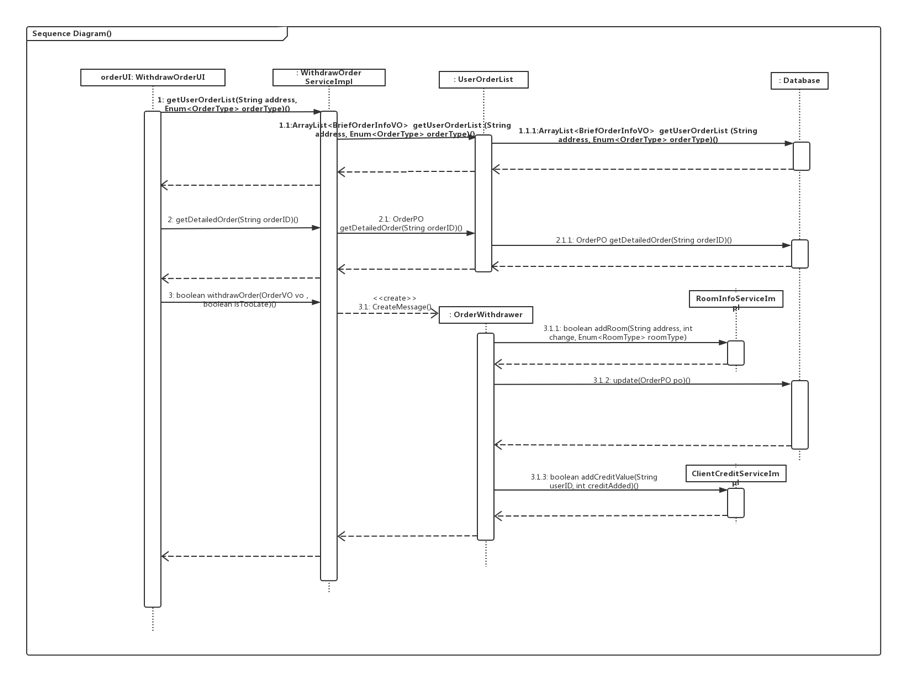 Sequence Diagram()
orderUI: WithdrawOrderUI
: WithdrawOrder
ServiceImpl
: UserOrderList
: Database
1: getUserOrderList(String address,
Enum<OrderType> orderType)()
1.1:ArrayList<BriefOrderInfoVO> getUserOrderList (String
address, Enum<OrderType> orderType)()
1.1.1:ArrayList<BriefOrderInfoVO> getUserOrderList (String
address, Enum<OrderType> orderType)()
2: getDetailedOrder(String orderID)()
2.1: OrderPO
getDetailedOrder(String orderID)()
2.1.1: OrderPO getDetailedOrder(String orderID)()
3: boolean withdrawOrder(OrderVO vo ,
boolean isTooLate)()
<<create>>
3.1: CreateMessage()
: OrderWithdrawer
RoomInfoServiceIm
pl
3.1.1: boolean addRoom(String address, int
change, Enum<RoomType> roomType)
3.1.2: update(OrderPO po)()
3.1.3: boolean addCreditValue(String
userID, int creditAdded)()
ClientCreditServiceIm
pl